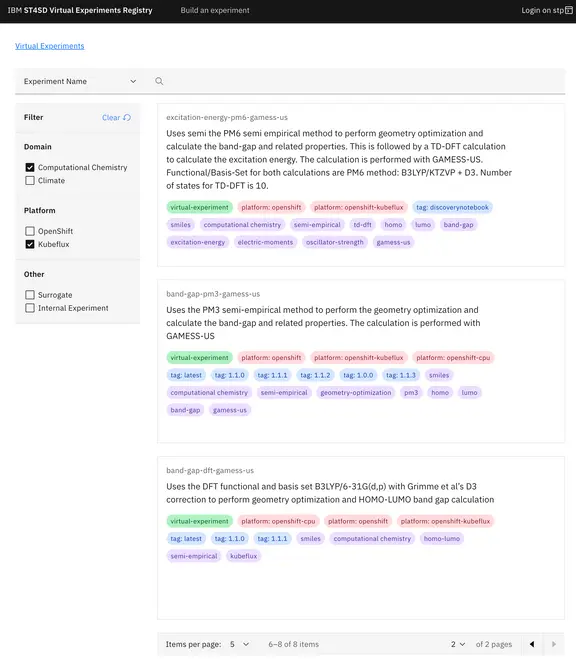 IBM ST4SD Virtual Experiments Registry Build an experiment Login on stp
Virtual Experiments
Experiment Name
Filter Clear
Domain
Computational Chemistry
Climate
Platform
OpenShift
Kubeflux
Other
Surrogate
Internal Experiment
excitation-energy-pm6-gamess-us
Uses semi the PM6 semi empirical method to perform geometry optimization and
calculate the band-gap and related properties. This is followed by a TD-DFT calculation
to calculate the excitation energy. The calculation is performed with GAMESS-US.
Functional/Basis-Set for both calculations are PM6 method: B3LYP/KTZVP + D3. Number
of states for TD-DFT is 10.
virtual-experiment platform: openshift platform: openshift-kubeflux tag: discoverynotebook
smiles computational chemistry semi-empirical td-dft homo lumo band-gap
excitation-energy electric-moments oscillator-strength gamess-us
band-gap-pm3-gamess-us
Uses the PM3 semi-empirical method to perform the geometry optimization and
calculate the band-gap and related properties. The calculation is performed with
GAMESS-US
virtual-experiment platform: openshift platform: openshift-kubeflux platform: openshift-cpu
tag: latest tag: 1.1.0 tag: 1.1.1 tag: 1.1.2 tag: 1.0.0 tag: 1.1.3 smiles
computational chemistry semi-empirical geometry-optimization pm3 homo lumo
band-gap gamess-us
band-gap-dft-gamess-us
Uses the DFT functional and basis set B3LYP/6-31G(d,p) with Grimme et al's D3
correction to perform geometry optimization and HOMO-LUMO band gap calculation
virtual-experiment platform: openshift-cpu platform: openshift platform: openshift-kubeflux
tag: latest tag: 1.1.0 tag: 1.1.1 smiles computational chemistry homo-lumo
semi-empirical kubeflux
Items per page: 5 6–8 of 8 items 2 of 2 pages